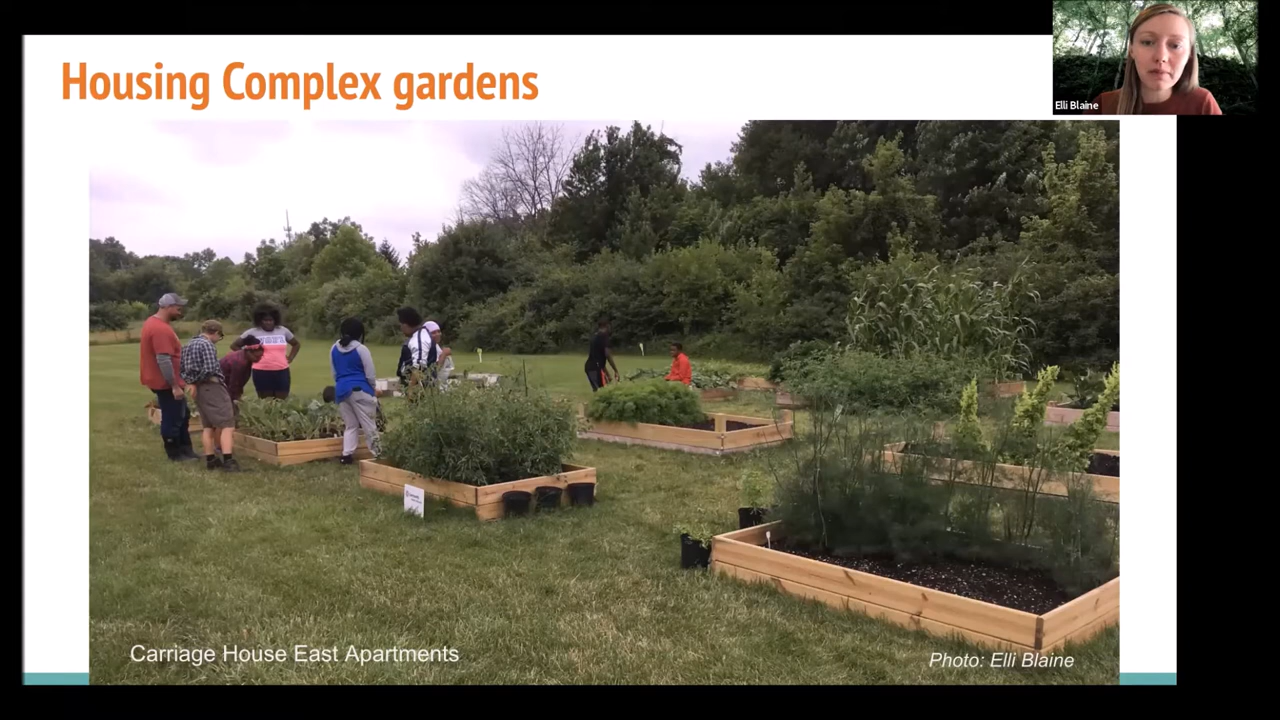 Housing Complex gardens
Elli Blaine
Carriage House East Apartments
Photo: Elli Blaine